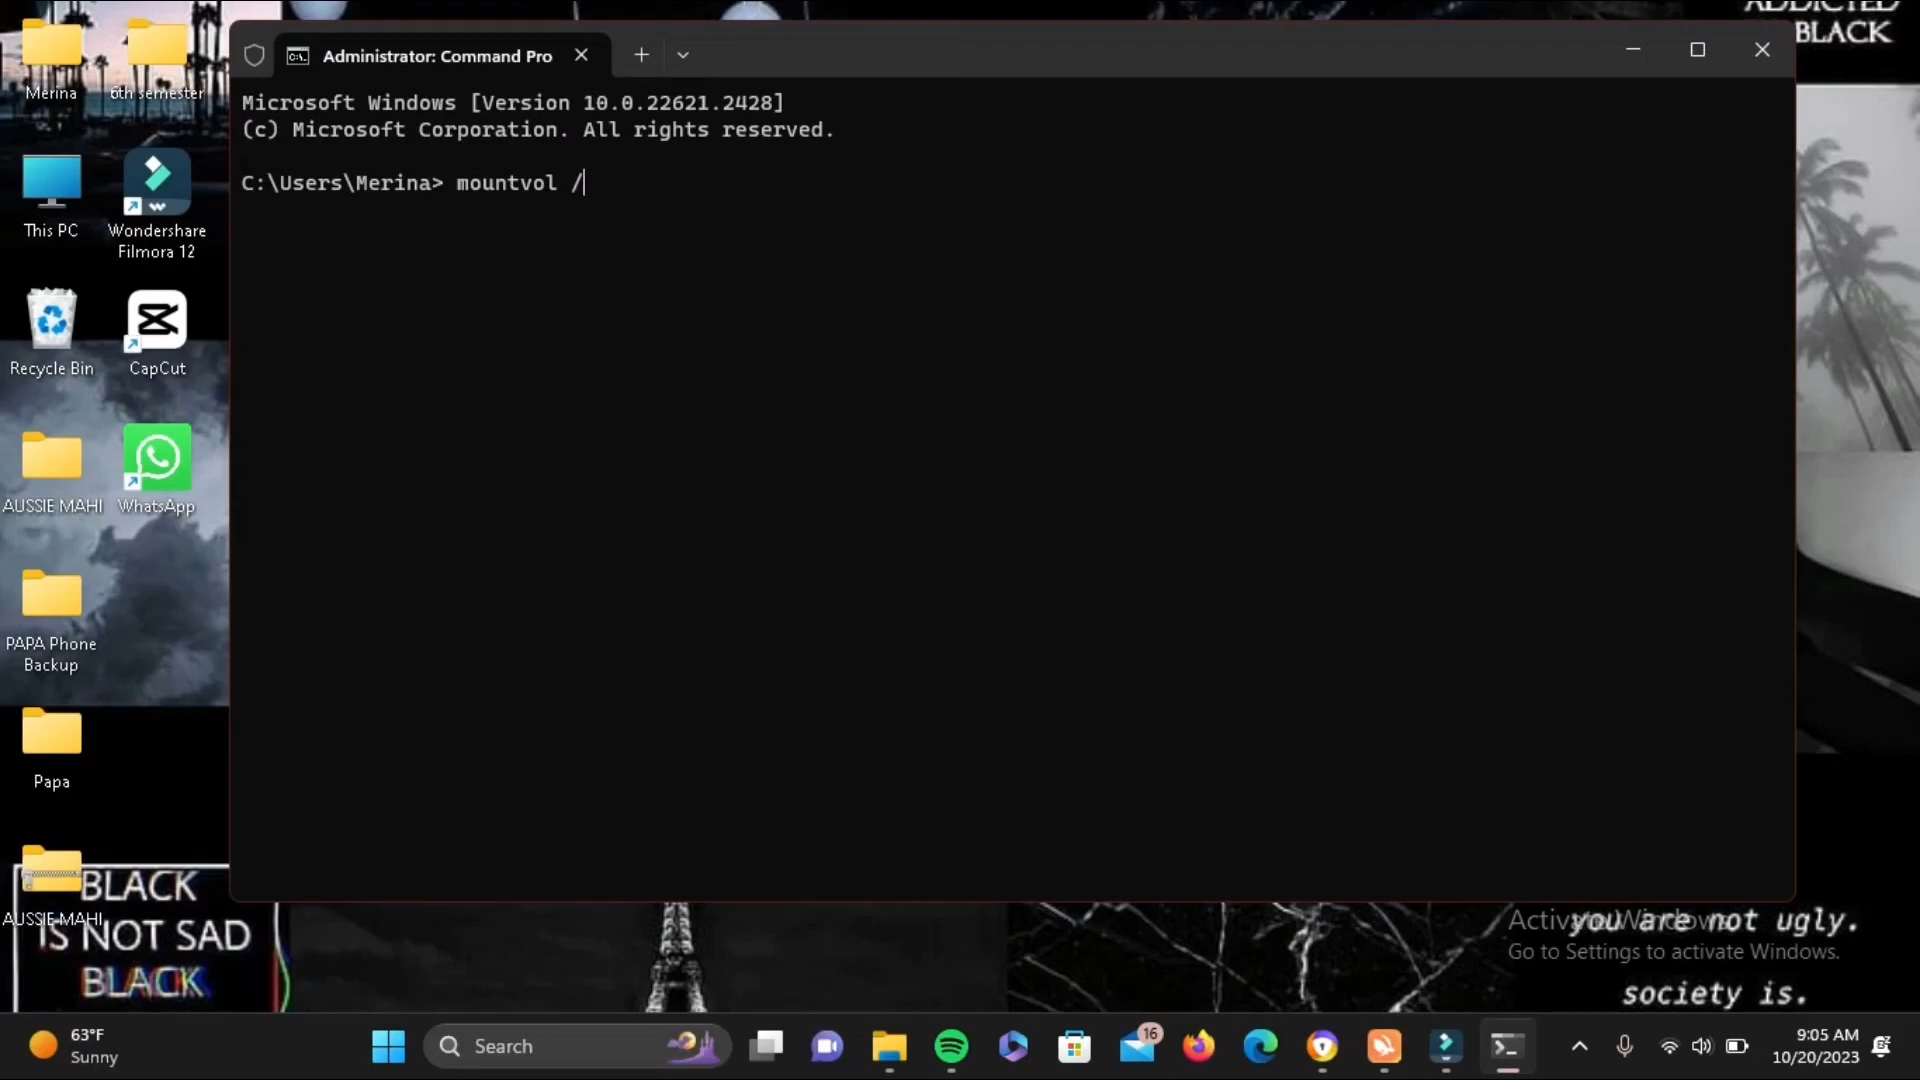 ADDICTED
BLACK
Merina
6th semester
This PC
Wondershare
Filmora 12
Recycle Bin
CapCut
AUSSIE MAHI
WhatsApp
PAPA Phone
Backup
Papa
AUSSIE MAHI
Administrator: Command Pro
Microsoft Windows [Version 10.0.22621.2428]
(c) Microsoft Corporation. All rights reserved.
C:\Users\Merina> mountvol /
BLACK
IS NOT SAD
BLACK
Activate Windows
Go to Settings to activate Windows.
you are not ugly.
society is.
63°F
Sunny
Search
16
9:05 AM
10/20/2023